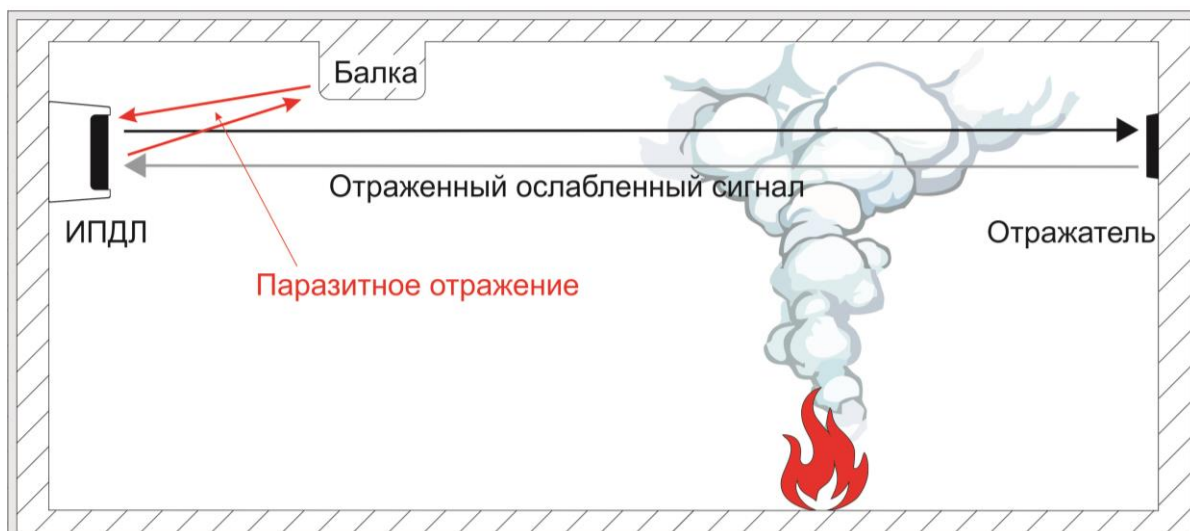 Балка
Отраженный ослабленный сигнал
ИПДЛ
Отражатель
Паразитное отражение